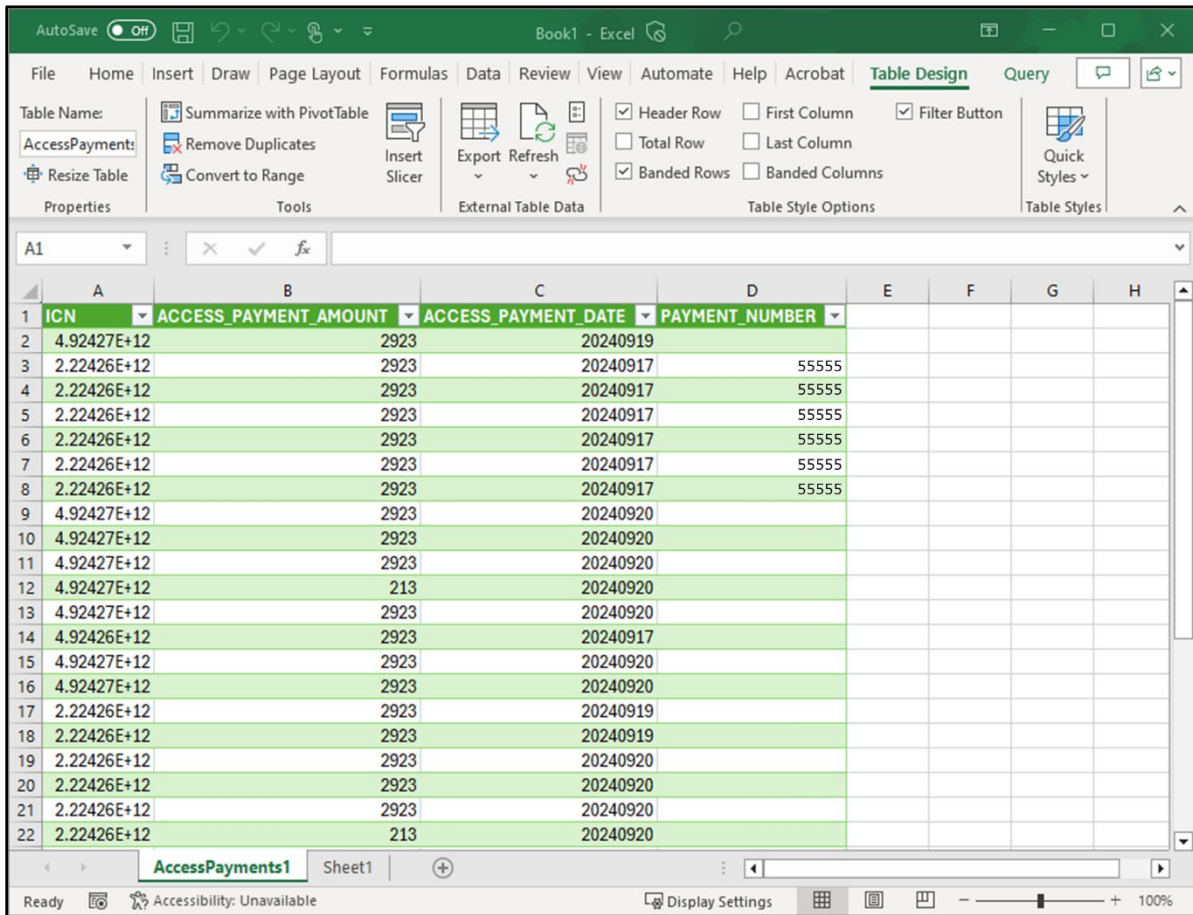 AutoSave Off Book1 - Excel
File Home Insert Draw Page Layout Formulas Data Review View Automate Help Acrobat Table Design Query
Table Name: Summarize with PivotTable Header Row First Column Filter Button
AccessPayments Remove Duplicates Insert Slicer Export Refresh Total Row Last Column Quick Styles
Resize Table Convert to Range Banded Rows Banded Columns
Properties Tools External Table Data Table Style Options Table Styles
A1 fx
A B C D E F G H
1 ICN ACCESS_PAYMENT_AMOUNT ACCESS_PAYMENT_DATE PAYMENT_NUMBER
2 4.92427E+12 2923 20240919
3 2.22426E+12 2923 20240917 55555
4 2.22426E+12 2923 20240917 55555
5 2.22426E+12 2923 20240917 55555
6 2.22426E+12 2923 20240917 55555
7 2.22426E+12 2923 20240917 55555
8 2.22426E+12 2923 20240917 55555
9 4.92427E+12 2923 20240920
10 4.92427E+12 2923 20240920
11 4.92427E+12 2923 20240920
12 4.92427E+12 213 20240920
13 4.92427E+12 2923 20240920
14 4.92426E+12 2923 20240917
15 4.92427E+12 2923 20240920
16 4.92427E+12 2923 20240920
17 2.22426E+12 2923 20240919
18 2.22426E+12 2923 20240919
19 2.22426E+12 2923 20240920
20 2.22426E+12 2923 20240920
21 2.22426E+12 2923 20240920
22 2.22426E+12 213 20240920
AccessPayments1 Sheet1
Ready Accessibility: Unavailable Display Settings 100%